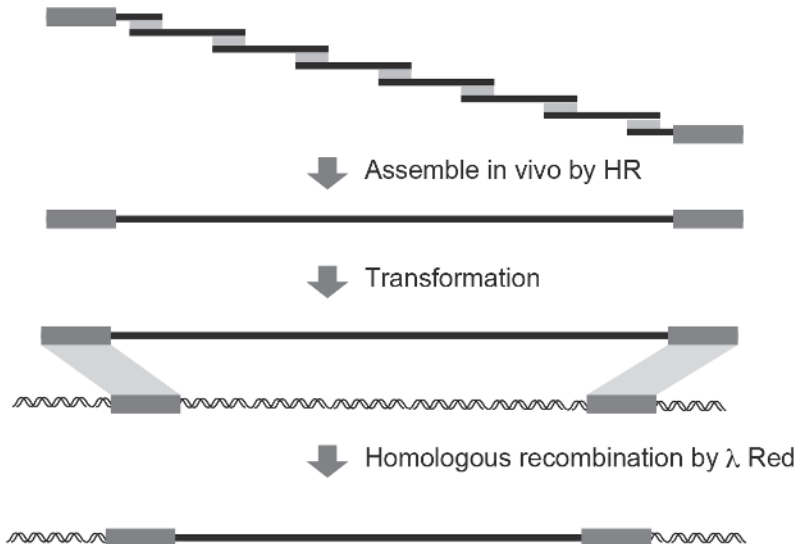 Assemble in vivo by HR
Transformation
Homologous recombination by λ Red